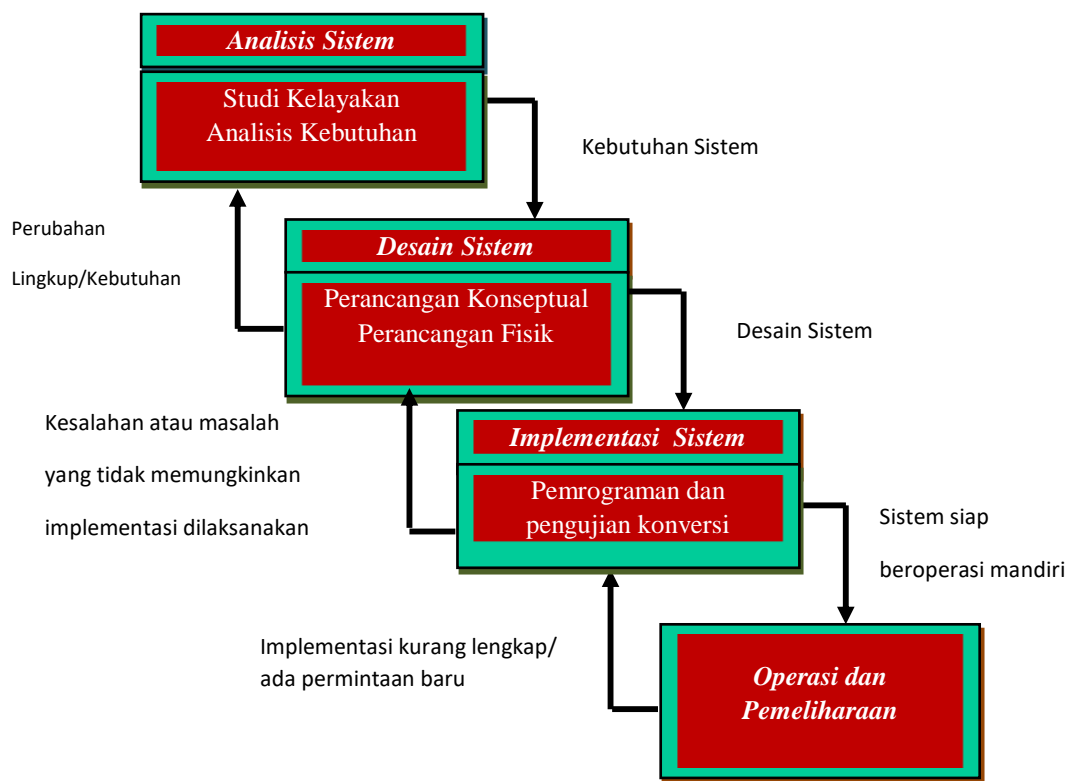 Analisis Sistem
Studi Kelayakan
Analisis Kebutuhan
Kebutuhan Sistem
Perubahan
Lingkup/Kebutuhan
Desain Sistem
Perancangan Konseptual
Perancangan Fisik
Desain Sistem
Kesalahan atau masalah
yang tidak memungkinkan
implementasi dilaksanakan
Implementasi Sistem
Pemrograman dan
pengujian konversi
Sistem siap
beroperasi mandiri
Implementasi kurang lengkap/
ada permintaan baru
Operasi dan
Pemeliharaan